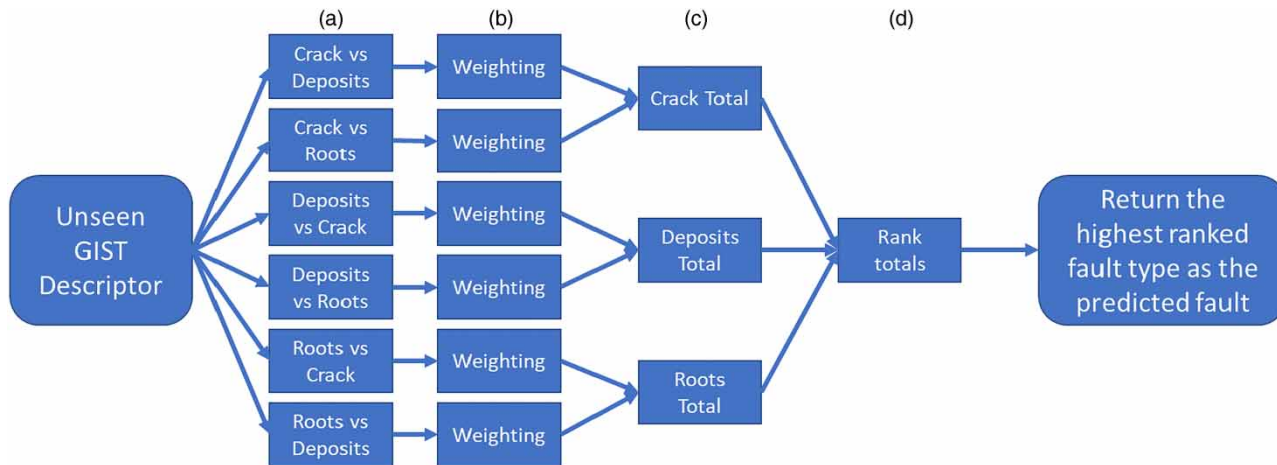 (a)
(b)
(c)
(d)
Unseen
GIST
Descriptor
Crack vs
Deposits
Crack vs
Roots
Deposits
vs Crack
Deposits
vs Roots
Roots vs
Crack
Roots vs
Deposits
Weighting
Weighting
Weighting
Weighting
Weighting
Weighting
Crack Total
Deposits
Total
Roots
Total
Rank
totals
Return the
highest ranked
fault type as the
predicted fault